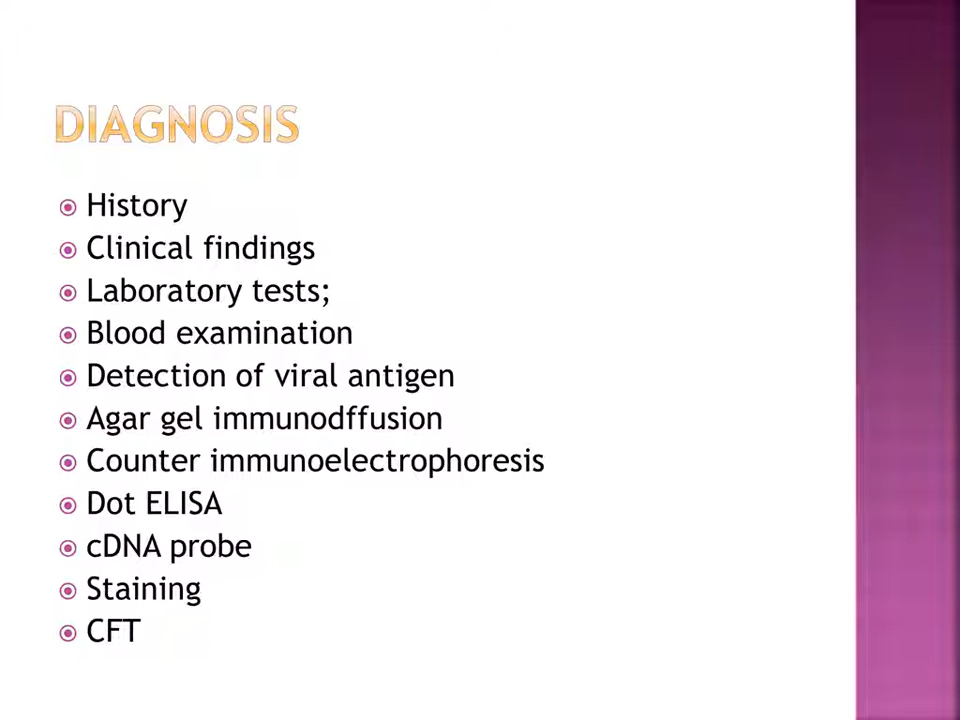 DIAGNOSIS
History
Clinical findings
Laboratory tests;
Blood examination
Detection of viral antigen
Agar gel immunodffusion
Counter immunoelectrophoresis
Dot ELISA
cDNA probe
Staining
CFT